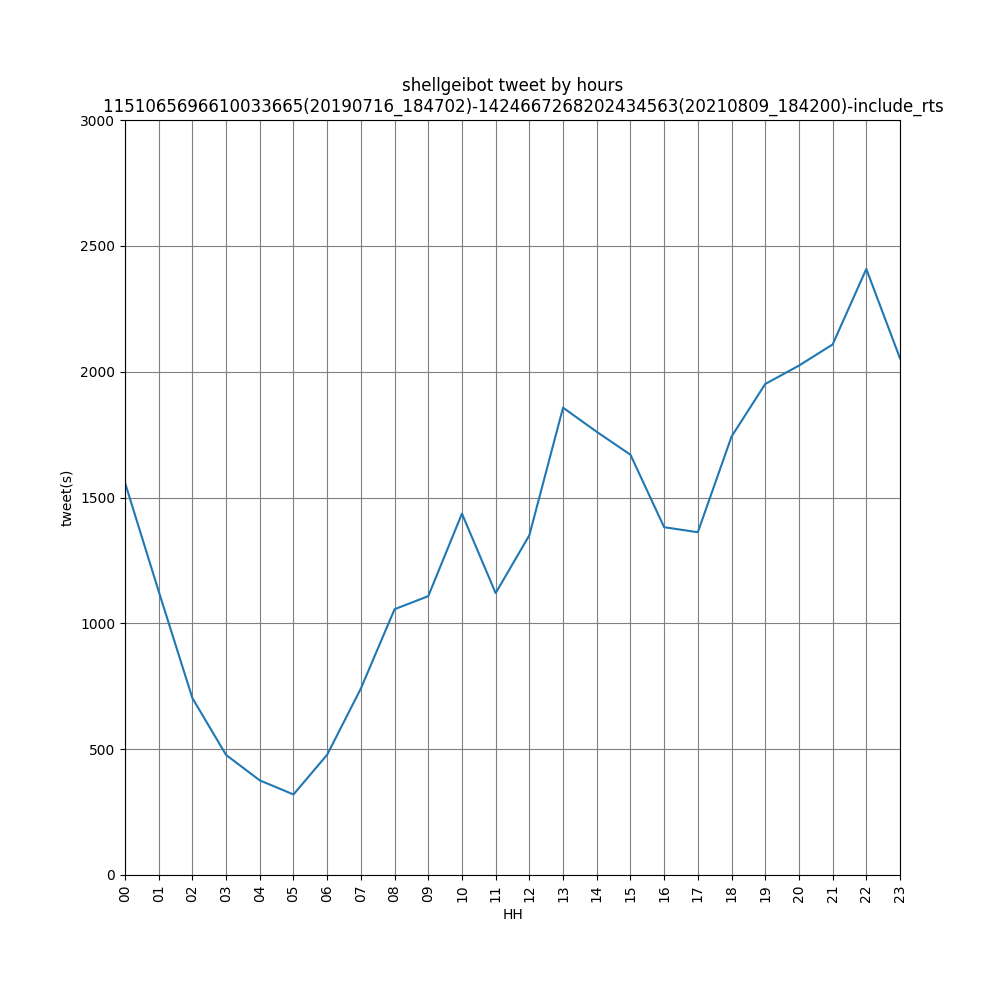 shellgeibot tweet by hours
1151065696610033665(20190716_184702)-1424667268202434563(20210809_184200)-include_rts
3000
2500
2000
1500
1000
500
0
tweet(s)
00 01 02 03 04 05 06 07 08 09 10 11 12 13 14 15 16 17 18 19 20 21 22 23
HH